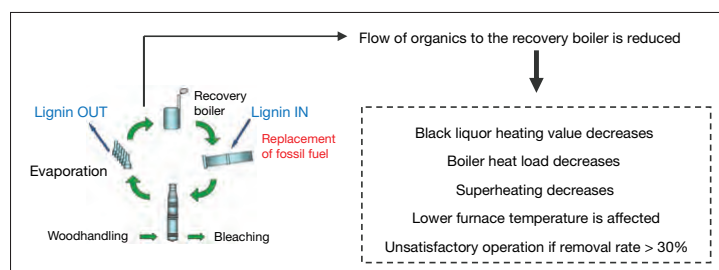 Flow of organics to the recovery boiler is reduced
Lignin OUT
Recovery
boiler
Lignin IN
Replacement
of fossil fuel
Evaporation
Woodhandling
Bleaching
Black liquor heating value decreases
Boiler heat load decreases
Superheating decreases
Lower furnace temperature is affected
Unsatisfactory operation if removal rate > 30%